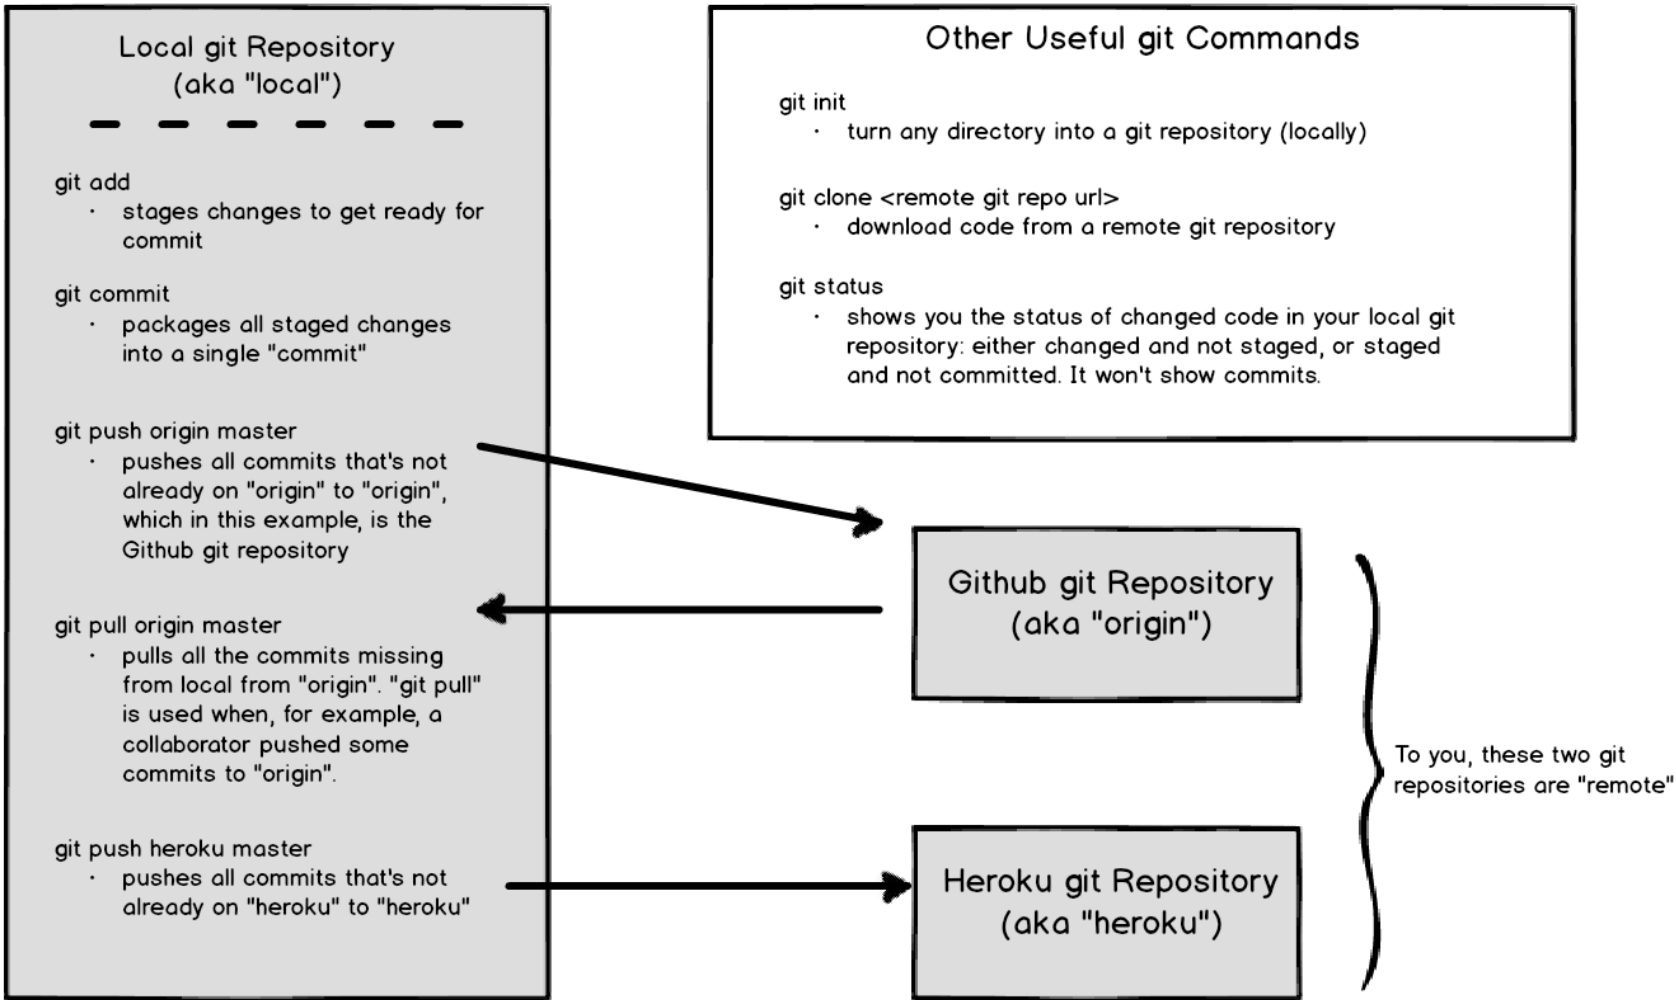 Local git Repository
(aka "local")
git add
· stages changes to get ready for
commit
git commit
· packages all staged changes
into a single "commit"
git push origin master
· pushes all commits that's not
already on "origin" to "origin",
which in this example, is the
Github git repository
git pull origin master
· pulls all the commits missing
from local from "origin". "git pull"
is used when, for example, a
collaborator pushed some
commits to "origin".
git push heroku master
· pushes all commits that's not
already on "heroku" to "heroku"
Other Useful git Commands
git init
· turn any directory into a git repository (locally)
git clone <remote git repo url>
· download code from a remote git repository
git status
· shows you the status of changed code in your local git
repository: either changed and not staged, or staged
and not committed. It won't show commits.
Github git Repository
(aka "origin")
Heroku git Repository
(aka "heroku")
To you, these two git
repositories are "remote"